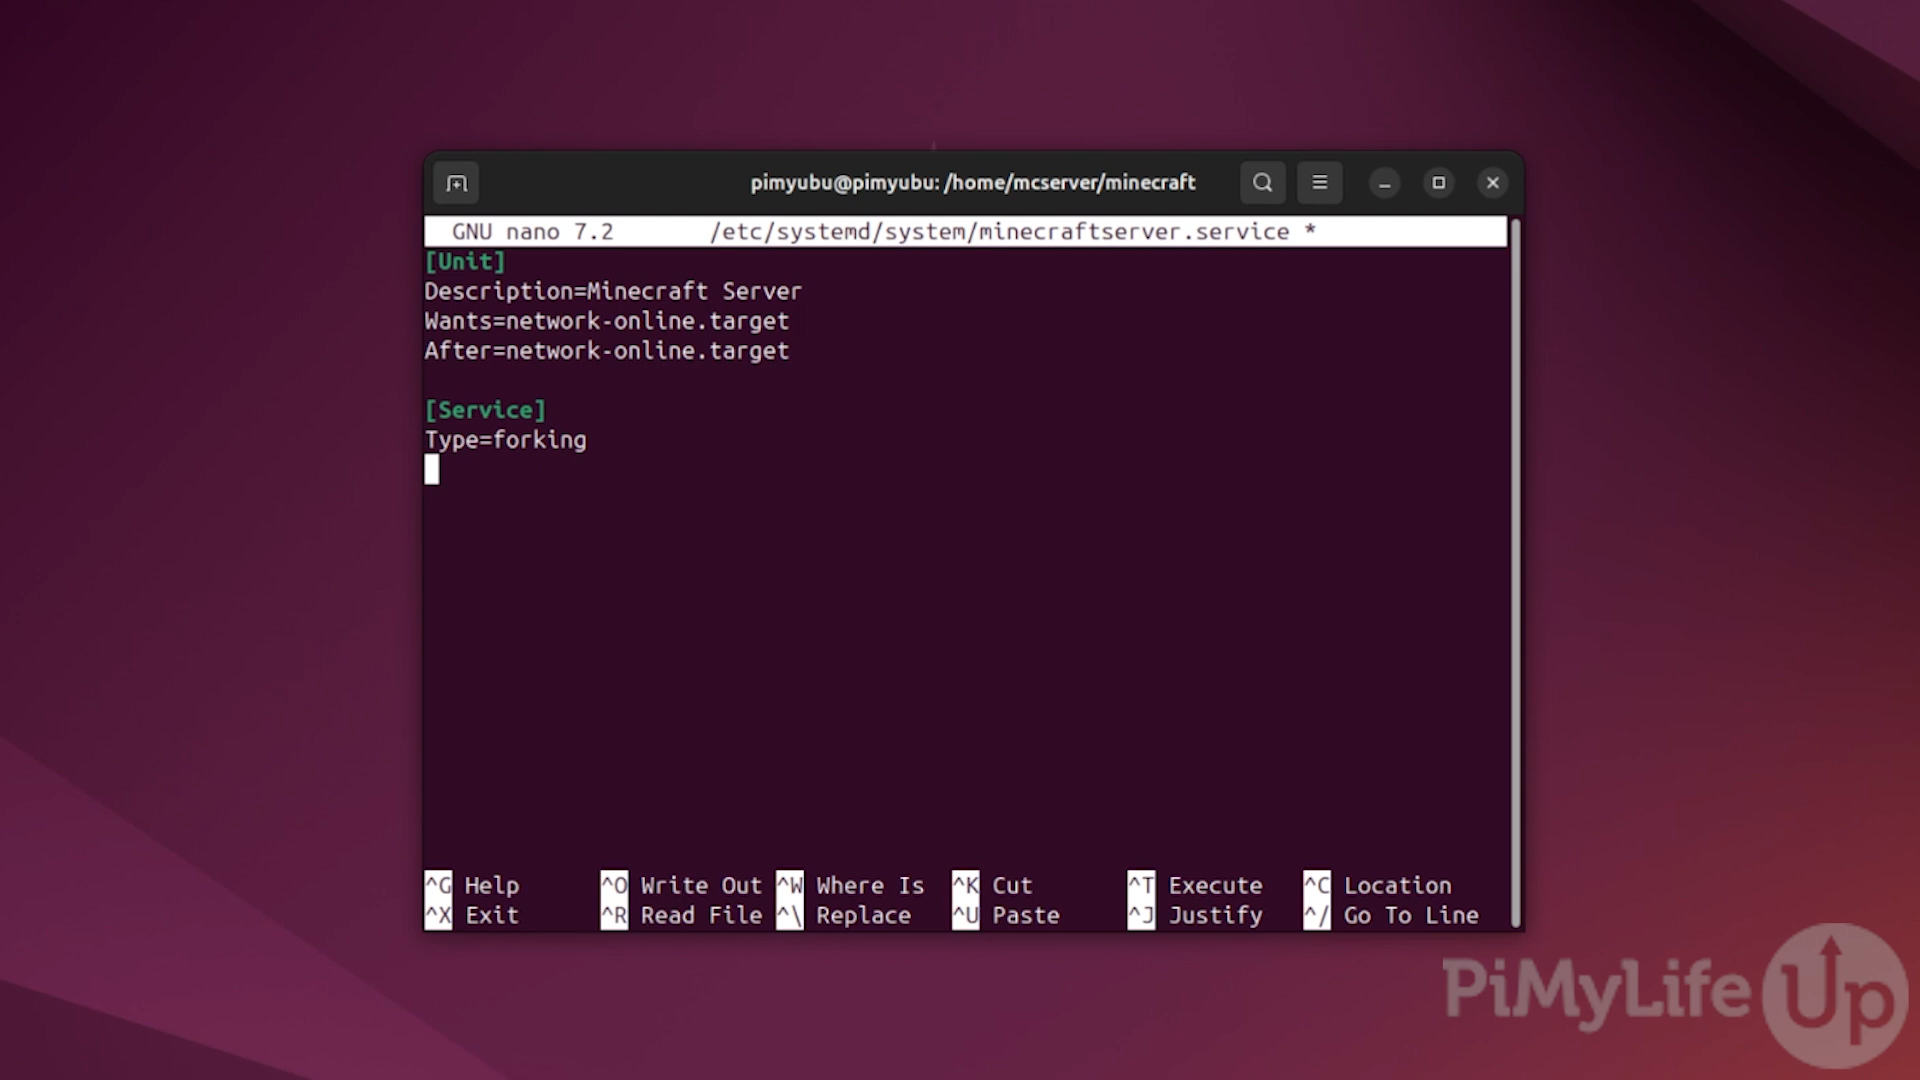 pimyubu@pimyubu: /home/mcserver/minecraft
GNU nano 7.2 /etc/systemd/system/minecraftserver.service *
[Unit]
Description=Minecraft Server
Wants=network-online.target
After=network-online.target
[Service]
Type=forking
^G Help ^O Write Out ^W Where Is ^K Cut ^T Execute ^C Location
^X Exit ^R Read File ^\ Replace ^U Paste ^J Justify ^/ Go To Line
PiMyLifeUp